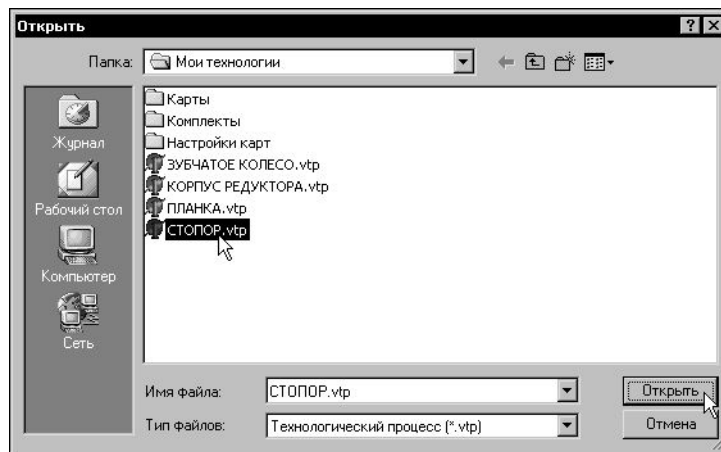 Открыть
Папка: Мои технологии
Журнал
Рабочий стол
Компьютер
Сеть
Карты
Комплекты
Настройки карт
ЗУБЧАТОЕ КОЛЕСО.vtp
КОРПУС РЕДУКТОРА.vtp
ПЛАНКА.vtp
СТОПОР.vtp
Имя файла: СТОПОР.vtp Открыть
Тип файлов: Технологический процесс (*.vtp) Отмена